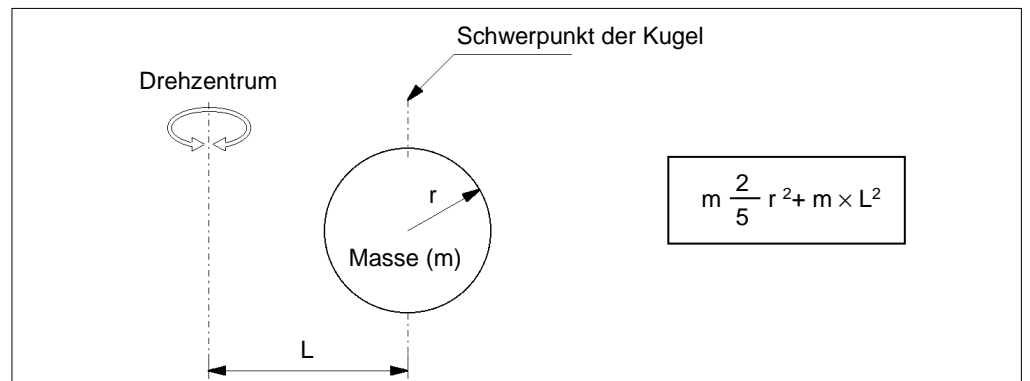 Schwerpunkt der Kugel
Drehzentrum
r
m 2/5 r ²+ m × L²
Masse (m)
L